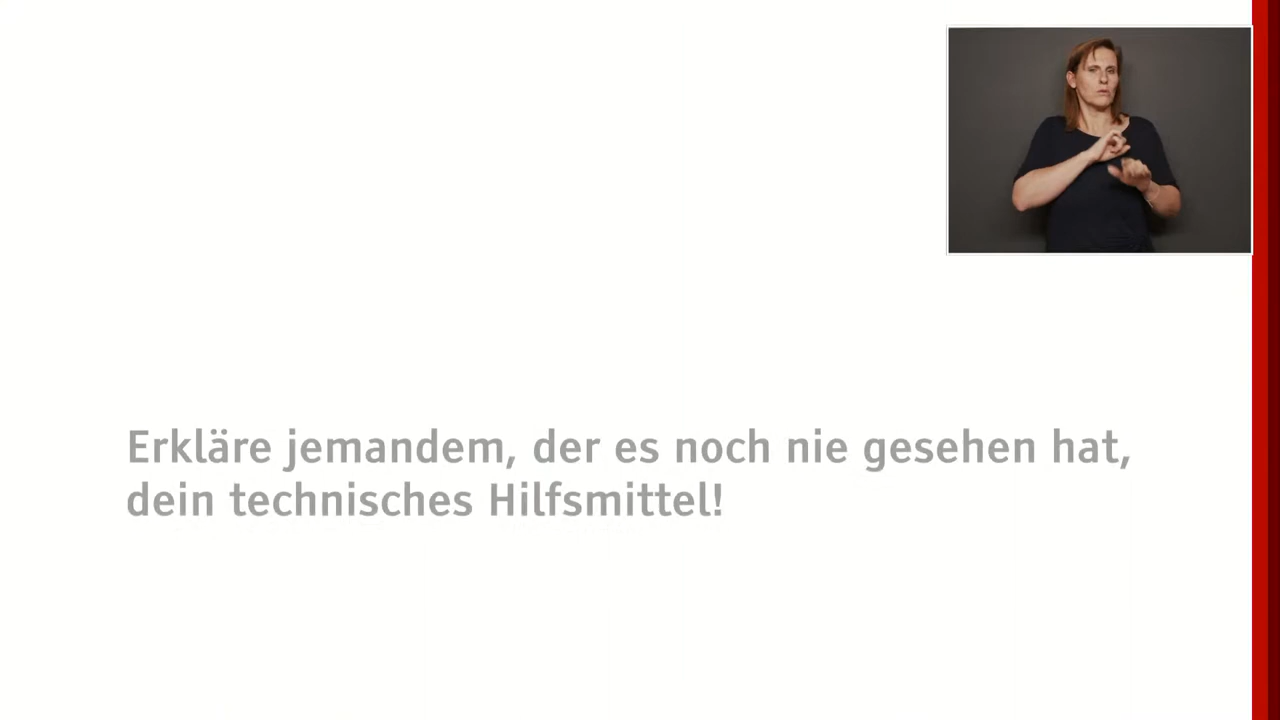 Erkläre jemandem, der es noch nie gesehen hat,
dein technisches Hilfsmittel!